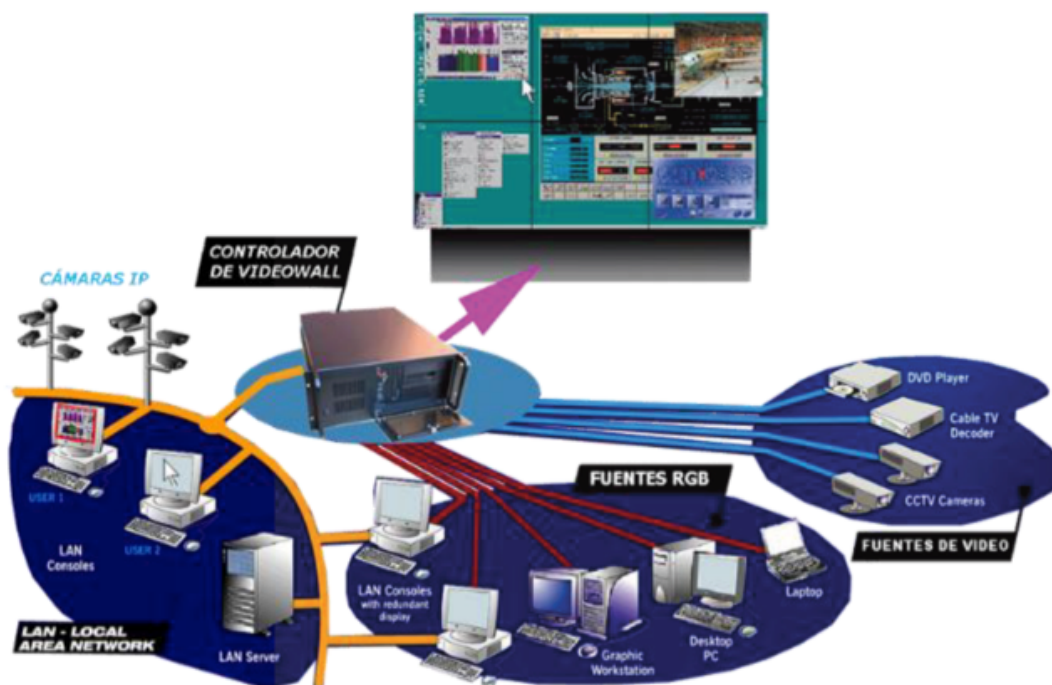 CONTROLADOR
DE VIDEOWALL
CÁMARAS IP
DVD Player
Cable TV
Decoder
CCTV Cameras
FUENTES DE VIDEO
FUENTES RGB
USER 1
USER 2
LAN
Consoles
LAN Server
LAN - LOCAL
AREA NETWORK
LAN Consoles
with redundant
display
Graphic
Workstation
Desktop
PC
Laptop